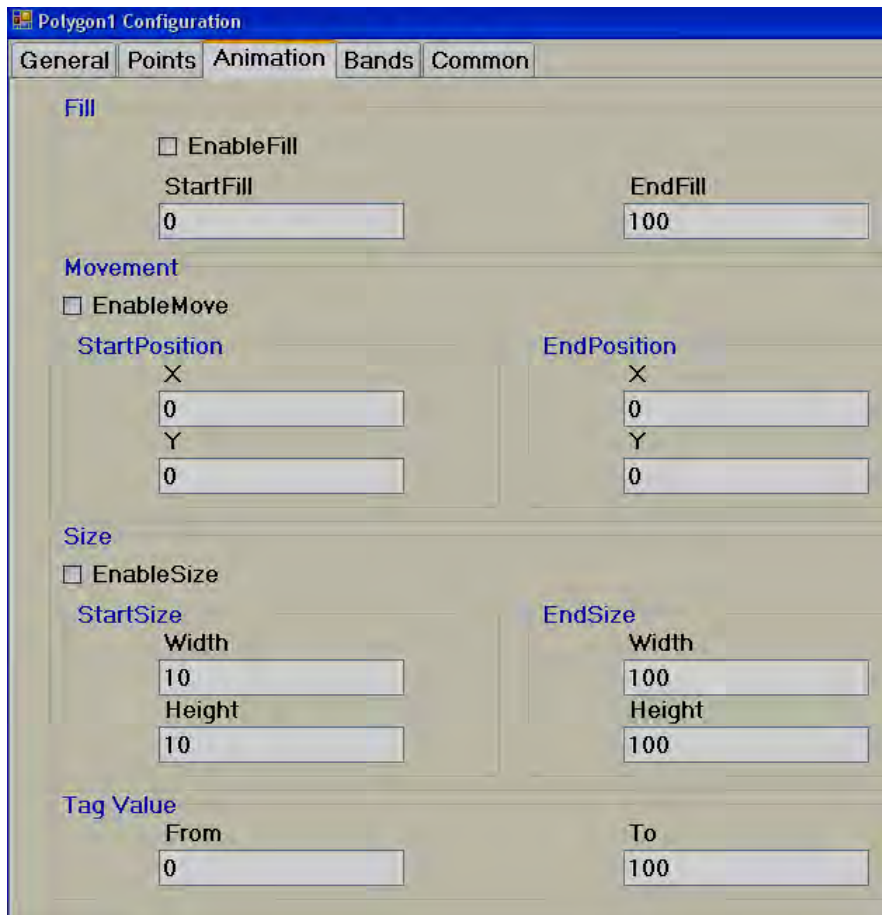 Polygon1 Configuration
General Points Animation Bands Common
Fill
EnableFill
StartFill EndFill
0 100
Movement
EnableMove
StartPosition EndPosition
X X
0 0
Y Y
0 0
Size
EnableSize
StartSize EndSize
Width Width
10 100
Height Height
10 100
Tag Value
From To
0 100